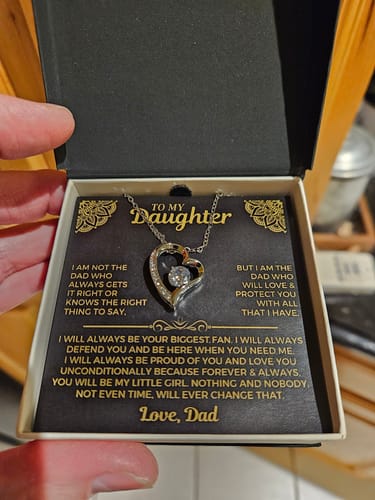 TO MY
Daughter
I AM NOT THE
DAD WHO
ALWAYS GETS
IT RIGHT OR
KNOWS THE RIGHT
THING TO SAY,
BUT I AM THE
DAD WHO
WILL LOVE &
PROTECT YOU
WITH ALL
THAT I HAVE.
I WILL ALWAYS BE YOUR BIGGEST FAN. I WILL ALWAYS
DEFEND YOU AND BE HERE WHEN YOU NEED ME.
I WILL ALWAYS BE PROUD OF YOU AND LOVE YOU
UNCONDITIONALLY BECAUSE FOREVER & ALWAYS,
YOU WILL BE MY LITTLE GIRL. NOTHING AND NOBODY,
NOT EVEN TIME, WILL EVER CHANGE THAT.
Love, Dad